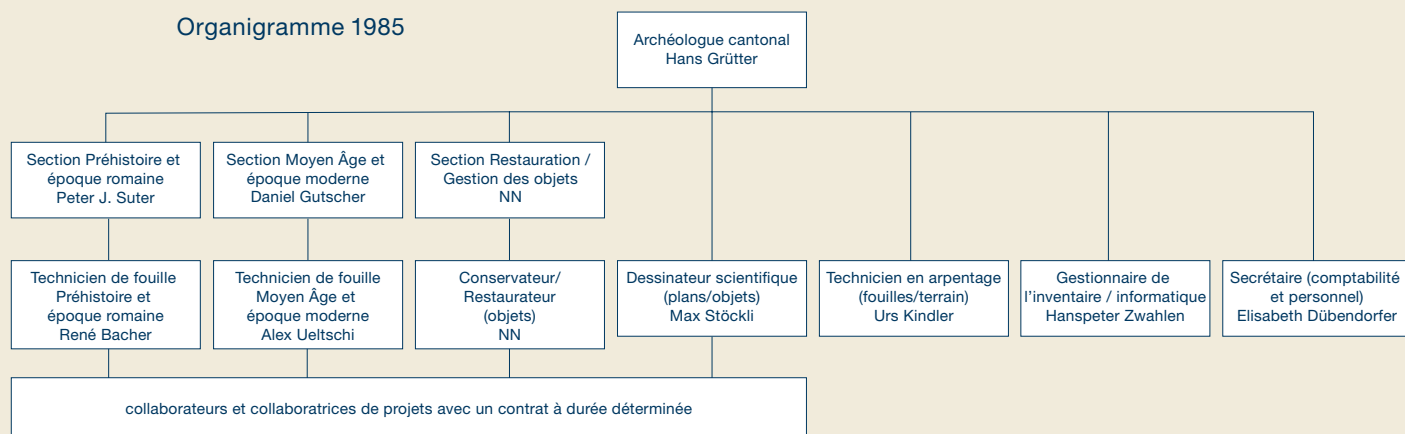 Organigramme 1985
Archéologue cantonal
Hans Grütter
Section Préhistoire et
époque romaine
Peter J. Suter
Section Moyen Âge et
époque moderne
Daniel Gutscher
Section Restauration /
Gestion des objets
NN
Technicien de fouille
Préhistoire et
époque romaine
René Bacher
Technicien de fouille
Moyen Âge et
époque moderne
Alex Ueltschi
Conservateur/
Restaurateur
(objets)
NN
Dessinateur scientifique
(plans/objets)
Max Stöckli
Technicien en arpentage
(fouilles/terrain)
Urs Kindler
Gestionnaire de
l'inventaire / informatique
Hanspeter Zwahlen
Secrétaire (comptabilité
et personnel)
Elisabeth Dübendorfer
collaborateurs et collaboratrices de projets avec un contrat à durée déterminée